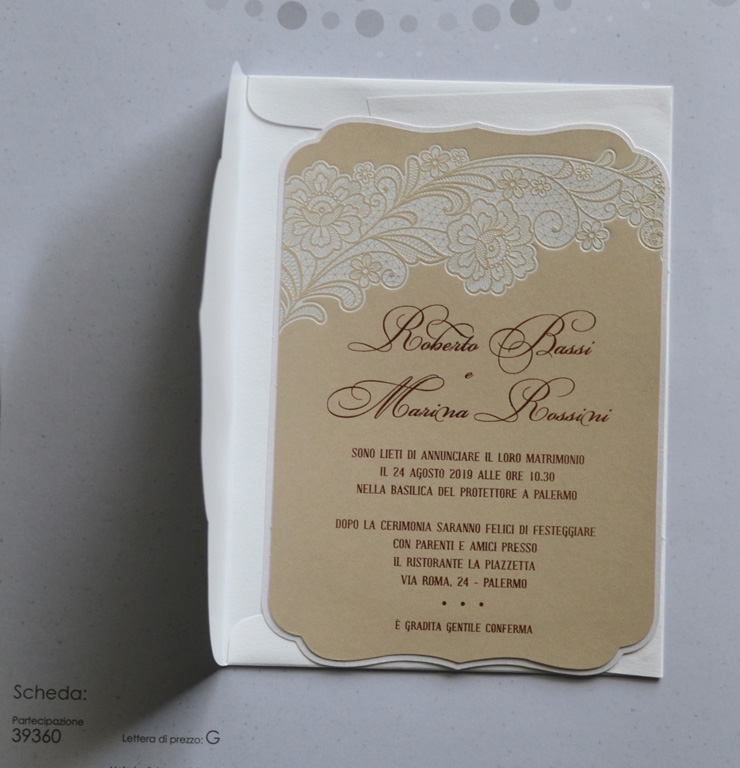 Roberto Bassi
e
Marina Rossini
SONO LIETI DI ANNUNCIARE IL LORO MATRIMONIO
IL 24 AGOSTO 2019 ALLE ORE 10.30
NELLA BASILICA DEL PROTETTORE A PALERMO
DOPO LA CERIMONIA SARANNO FELICI DI FESTEGGIARE
CON PARENTI E AMICI PRESSO
IL RISTORANTE LA PIAZZETTA
VIA ROMA, 24 - PALERMO
• • •
È GRADITA GENTILE CONFERMA
Scheda:
Partecipazione
39360
Lettera di prezzo: G